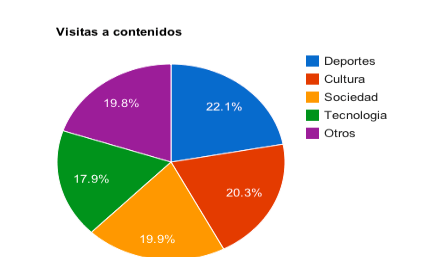 Visitas a contenidos
Deportes
Cultura
Sociedad
Tecnologia
Otros
22.1%
20.3%
19.9%
17.9%
19.8%